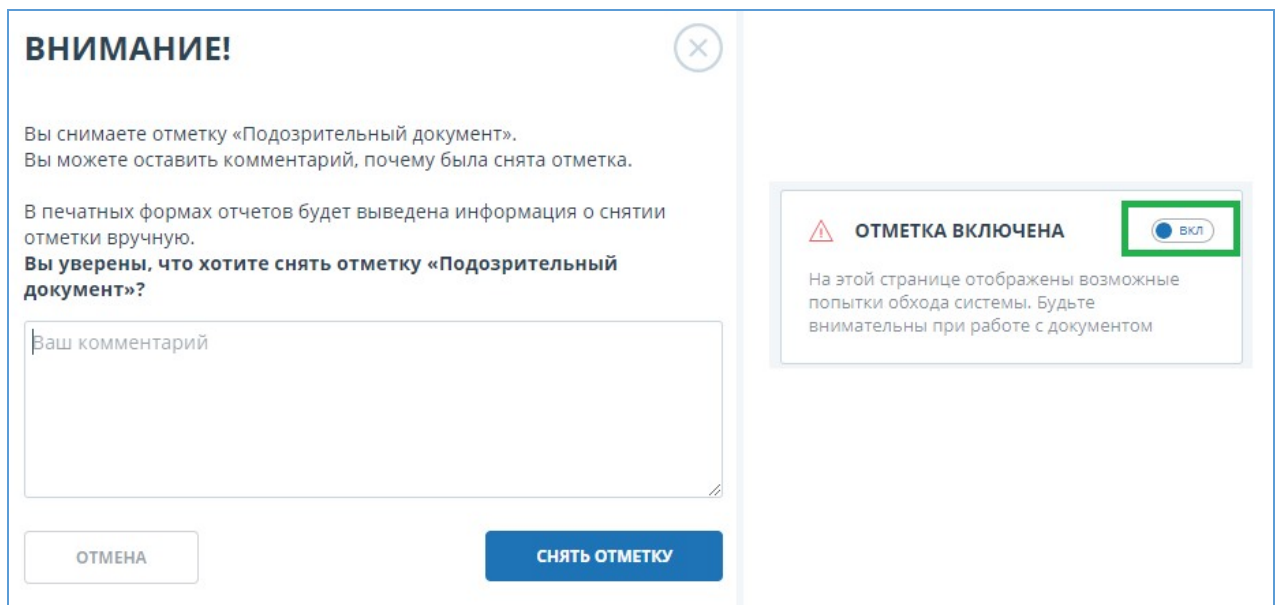 ВНИМАНИЕ!
Вы снимаете отметку «Подозрительный документ».
Вы можете оставить комментарий, почему была снята отметка.
В печатных формах отчетов будет выведена информация о снятии
отметки вручную.
Вы уверены, что хотите снять отметку «Подозрительный
документ»?
Ваш комментарий
ОТМЕНА
СНЯТЬ ОТМЕТКУ
ОТМЕТКА ВКЛЮЧЕНА
ВКЛ
На этой странице отображены возможные
попытки обхода системы. Будьте
внимательны при работе с документом